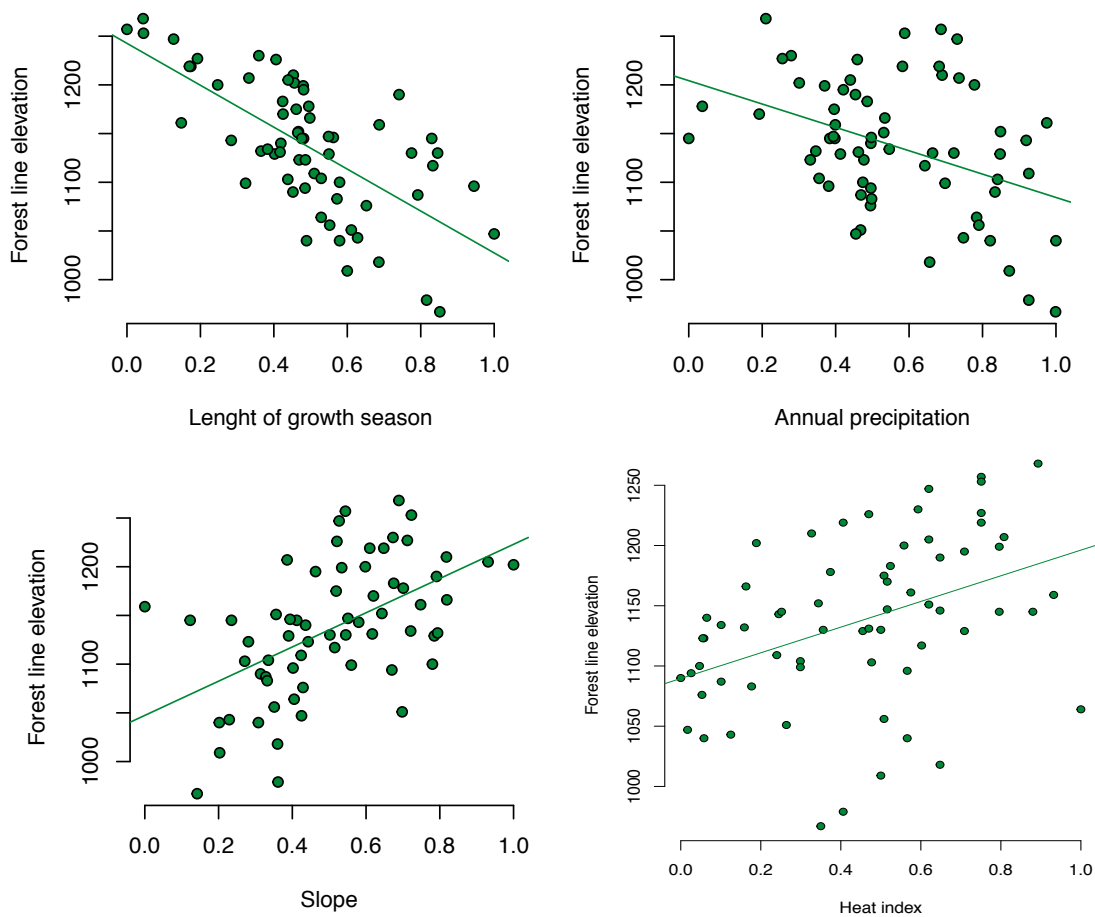 Forest line elevation
1200
1100
1000
0.0 0.2 0.4 0.6 0.8 1.0
Lenght of growth season
Forest line elevation
1200
1100
1000
0.0 0.2 0.4 0.6 0.8 1.0
Annual precipitation
Forest line elevation
1200
1100
1000
0.0 0.2 0.4 0.6 0.8 1.0
Slope
Forest line elevation
1250
1200
1150
1100
1050
1000
0.0 0.2 0.4 0.6 0.8 1.0
Heat index